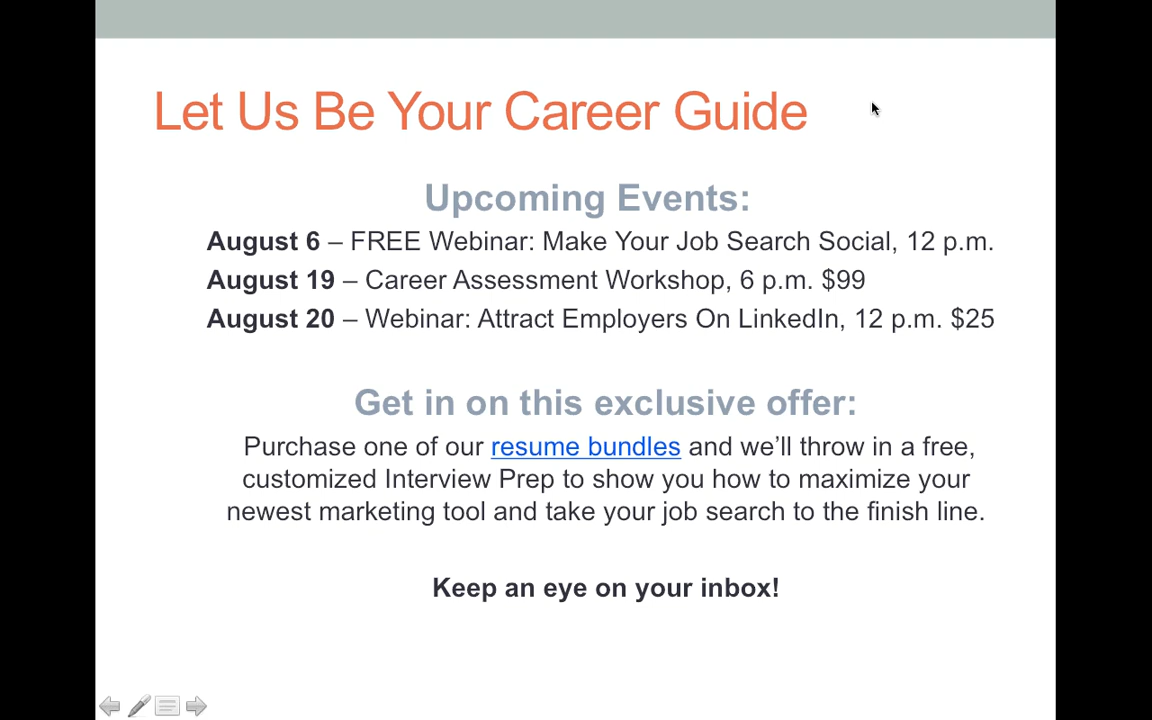 Let Us Be Your Career Guide
Upcoming Events:
August 6 – FREE Webinar: Make Your Job Search Social, 12 p.m.
August 19 – Career Assessment Workshop, 6 p.m. $99
August 20 – Webinar: Attract Employers On LinkedIn, 12 p.m. $25
Get in on this exclusive offer:
Purchase one of our resume bundles and we’ll throw in a free,
customized Interview Prep to show you how to maximize your
newest marketing tool and take your job search to the finish line.
Keep an eye on your inbox!